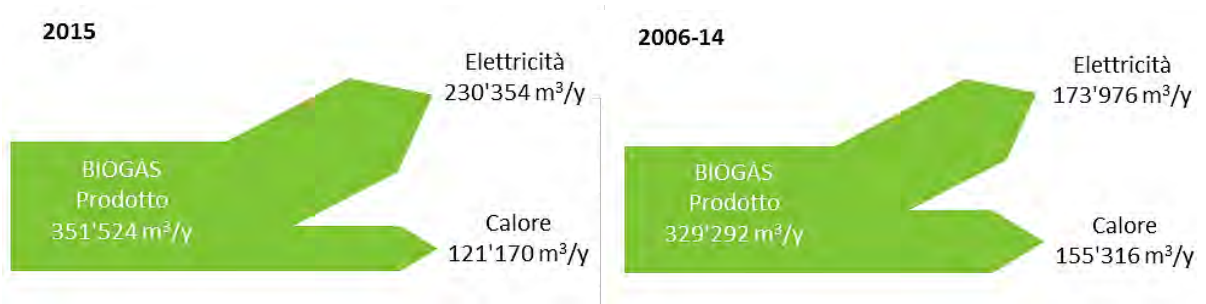 2015
Elettricità
230'354 m³/y
BIOGAS
Prodotto
351'524 m³/y
Calore
121'170 m³/y
2006-14
Elettricità
173'976 m³/y
BIOGAS
Prodotto
329'292 m³/y
Calore
155'316 m³/y